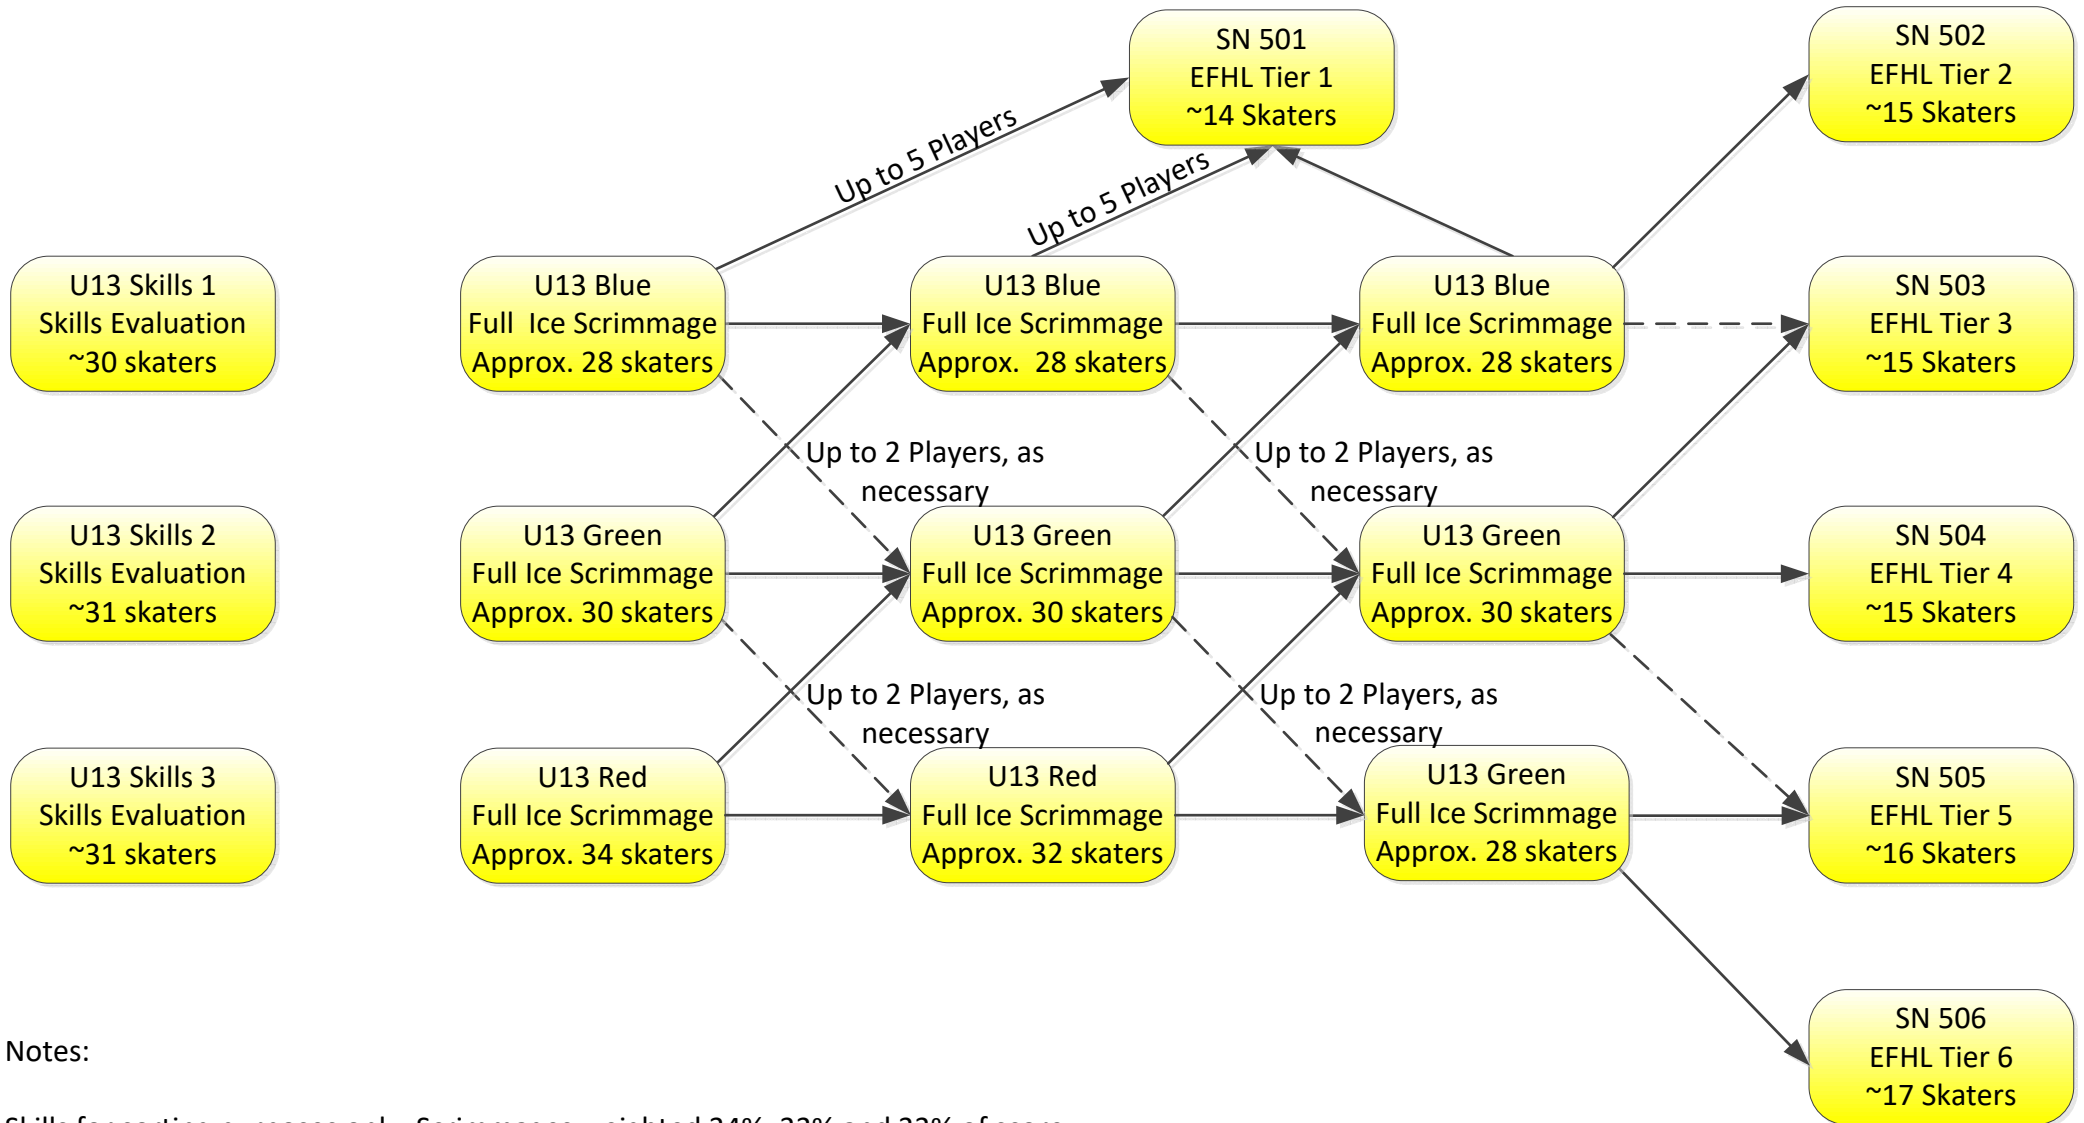 SN 501
EFHL Tier 1
~14 Skaters
SN 502
EFHL Tier 2
~15 Skaters
Up to 5 Players
Up to 5 Players
U13 Skills 1
Skills Evaluation
~30 skaters
U13 Blue
Full  Ice Scrimmage
Approx. 28 skaters
U13 Blue
Full Ice Scrimmage
Approx.  28 skaters
U13 Blue
Full Ice Scrimmage
Approx. 28 skaters
SN 503
EFHL Tier 3
~15 Skaters
Up to 2 Players, as
necessary
Up to 2 Players, as
necessary
U13 Skills 2
Skills Evaluation
~31 skaters
U13 Green
Full Ice Scrimmage
Approx. 30 skaters
U13 Green
Full Ice Scrimmage
Approx. 30 skaters
U13 Green
Full Ice Scrimmage
Approx. 30 skaters
SN 504
EFHL Tier 4
~15 Skaters
Up to 2 Players, as
necessary
Up to 2 Players, as
necessary
U13 Skills 3
Skills Evaluation
~31 skaters
U13 Red
Full Ice Scrimmage
Approx. 34 skaters
U13 Red
Full Ice Scrimmage
Approx. 32 skaters
U13 Green
Full Ice Scrimmage
Approx. 28 skaters
SN 505
EFHL Tier 5
~16 Skaters
SN 506
EFHL Tier 6
~17 Skaters
Notes: